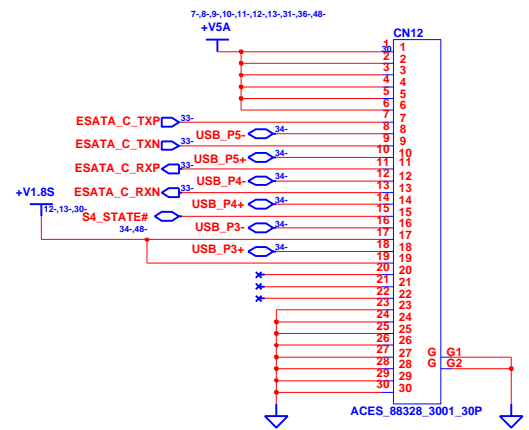 7-,8-,9-,10-,11-,12-,13-,31-,36-,48-
+V5A
CN12
30
1 1
2 2
3 3
4 4
5 5
6 6
ESATA_C_TXP 33- 7 7
USB_P5- 34- 8 8
ESATA_C_TXN 33- 9 9
USB_P5+ 34- 10 10
ESATA_C_RXP 33- 11 11
USB_P4- 34- 12 12
ESATA_C_RXN 33- 13 13
+V1.8S
12-,13-,30-
USB_P4+ 34- 14 14
S4_STATE# 15 15
34-,48-
USB_P3- 34- 16 16
17 17
USB_P3+ 34- 18 18
19 19
20 20
21 21
22 22
23 23
24 24
25 25
26 26
27 27 G G1
28 28 G G2
29 29
30 30
ACES_88328_3001_30P